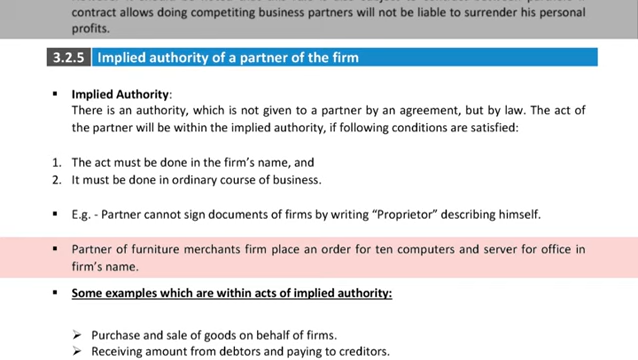 contract allows doing competing business partners will not be liable to surrender his personal
profits.
3.2.5 Implied authority of a partner of the firm
▪ Implied Authority:
There is an authority, which is not given to a partner by an agreement, but by law. The act of
the partner will be within the implied authority, if following conditions are satisfied:
1. The act must be done in the firm's name, and
2. It must be done in ordinary course of business.
▪ E.g. - Partner cannot sign documents of firms by writing “Proprietor” describing himself.
▪ Partner of furniture merchants firm place an order for ten computers and server for office in
firm's name.
▪ Some examples which are within acts of implied authority:
➢ Purchase and sale of goods on behalf of firms.
➢ Receiving amount from debtors and paying to creditors.